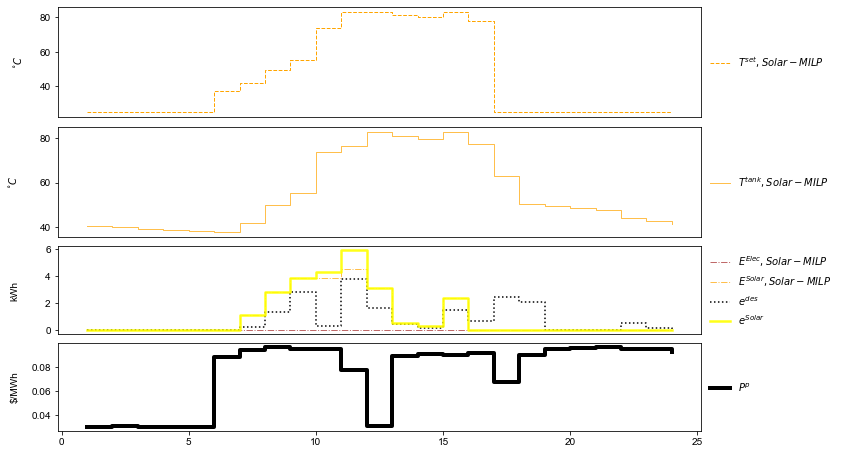 80
60
40
°C
T^set, Solar − MILP
80
60
40
°C
T^tank, Solar − MILP
6
4
2
0
kWh
E^Elec, Solar − MILP
E^Solar, Solar − MILP
e^des
e^Solar
0.08
0.06
0.04
$/MWh
P^p
0 5 10 15 20 25